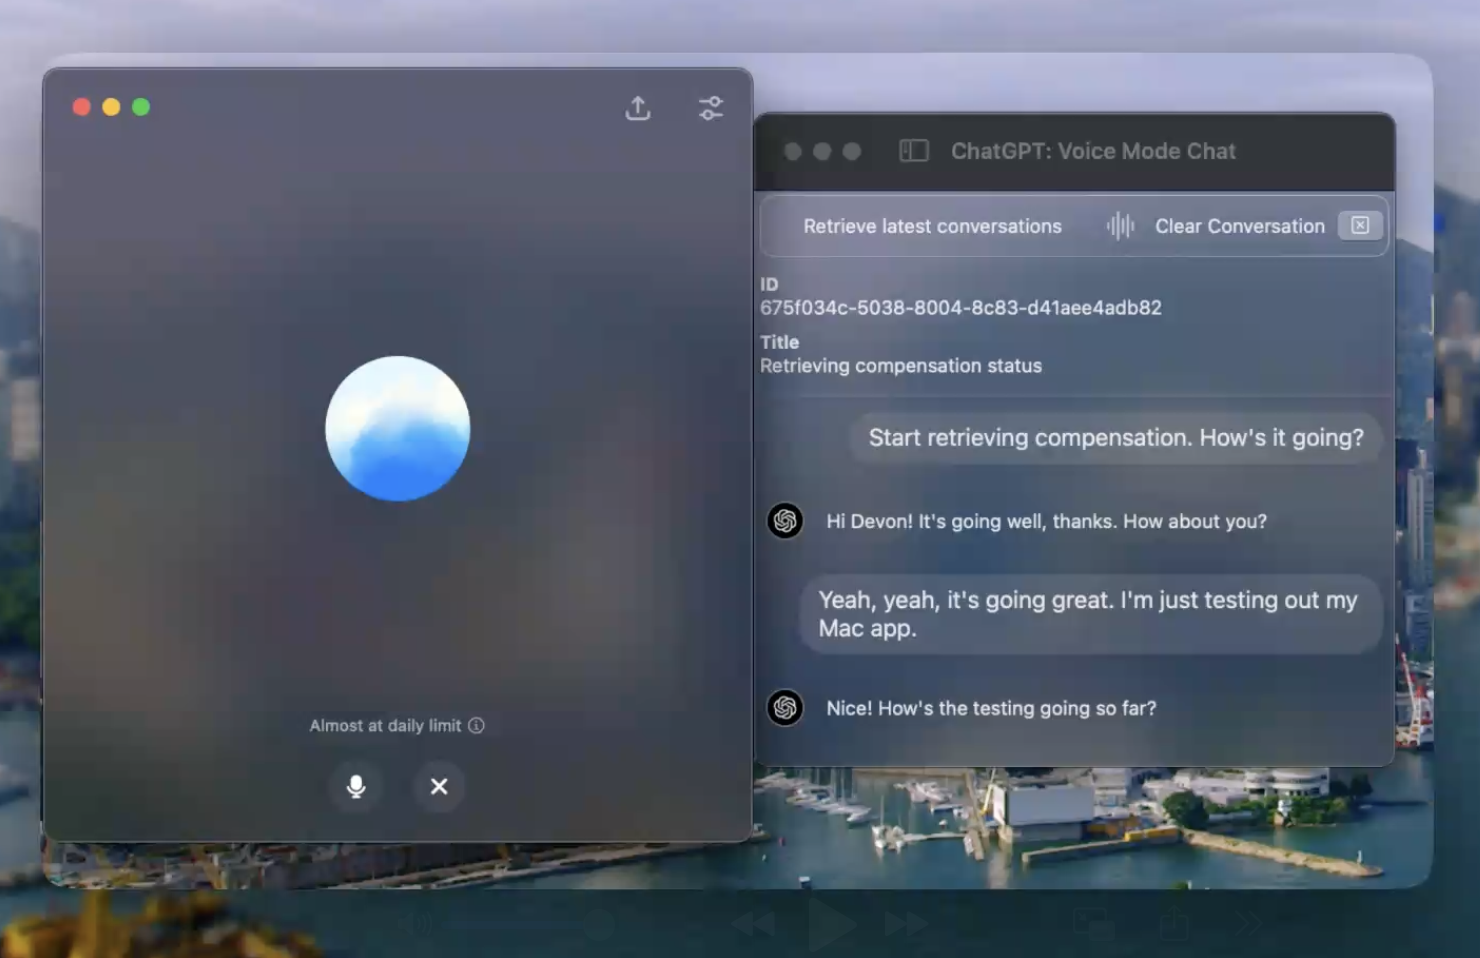 ChatGPT: Voice Mode Chat
Retrieve latest conversations
Clear Conversation
ID
675f034c-5038-8004-8c83-d41aee4adb82
Title
Retrieving compensation status
Start retrieving compensation. How's it going?
Hi Devon! It's going well, thanks. How about you?
Yeah, yeah, it's going great. I'm just testing out my
Mac app.
Nice! How's the testing going so far?
Almost at daily limit